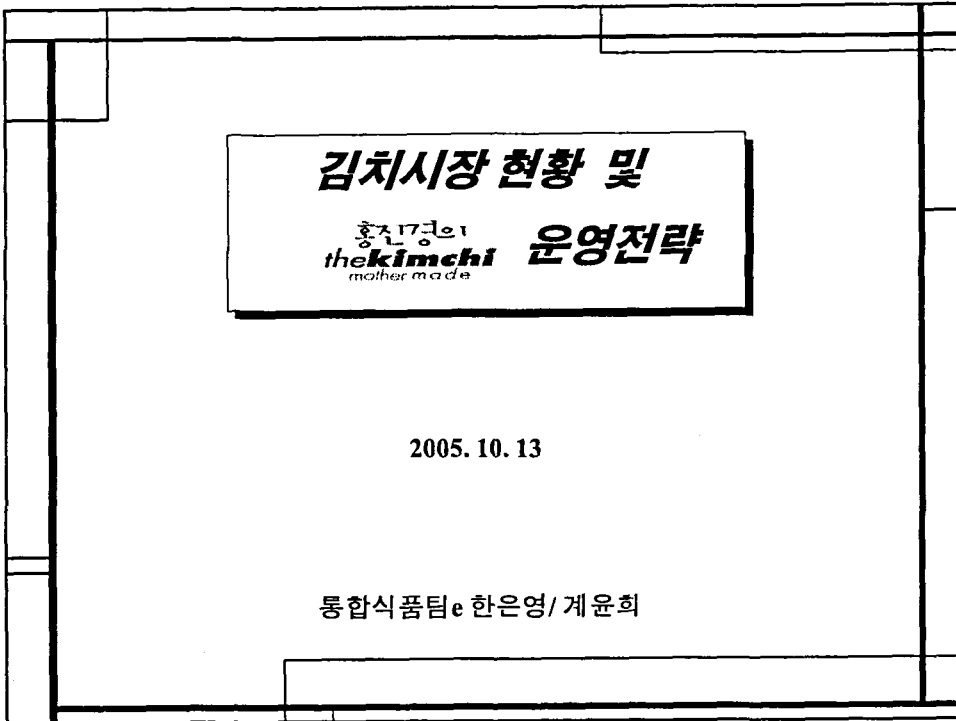 김치시장 현황 및
홍진경의
thekimchi 운영전략
mother made
2005. 10. 13
통합식품팀e 한은영/ 계윤희